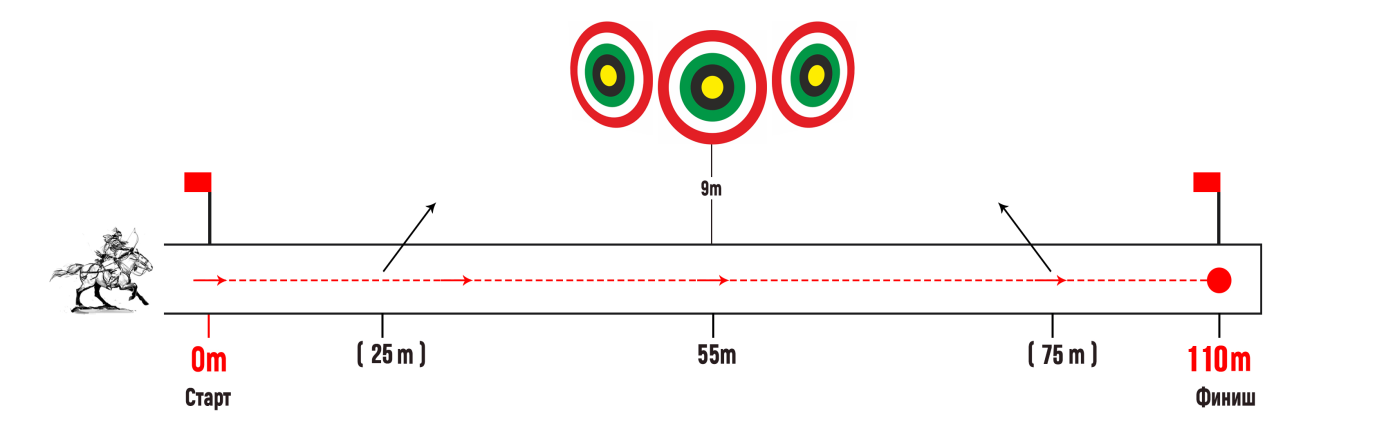 9m
0m
( 25 m )
55m
( 75 m )
110m
Старт
Финиш